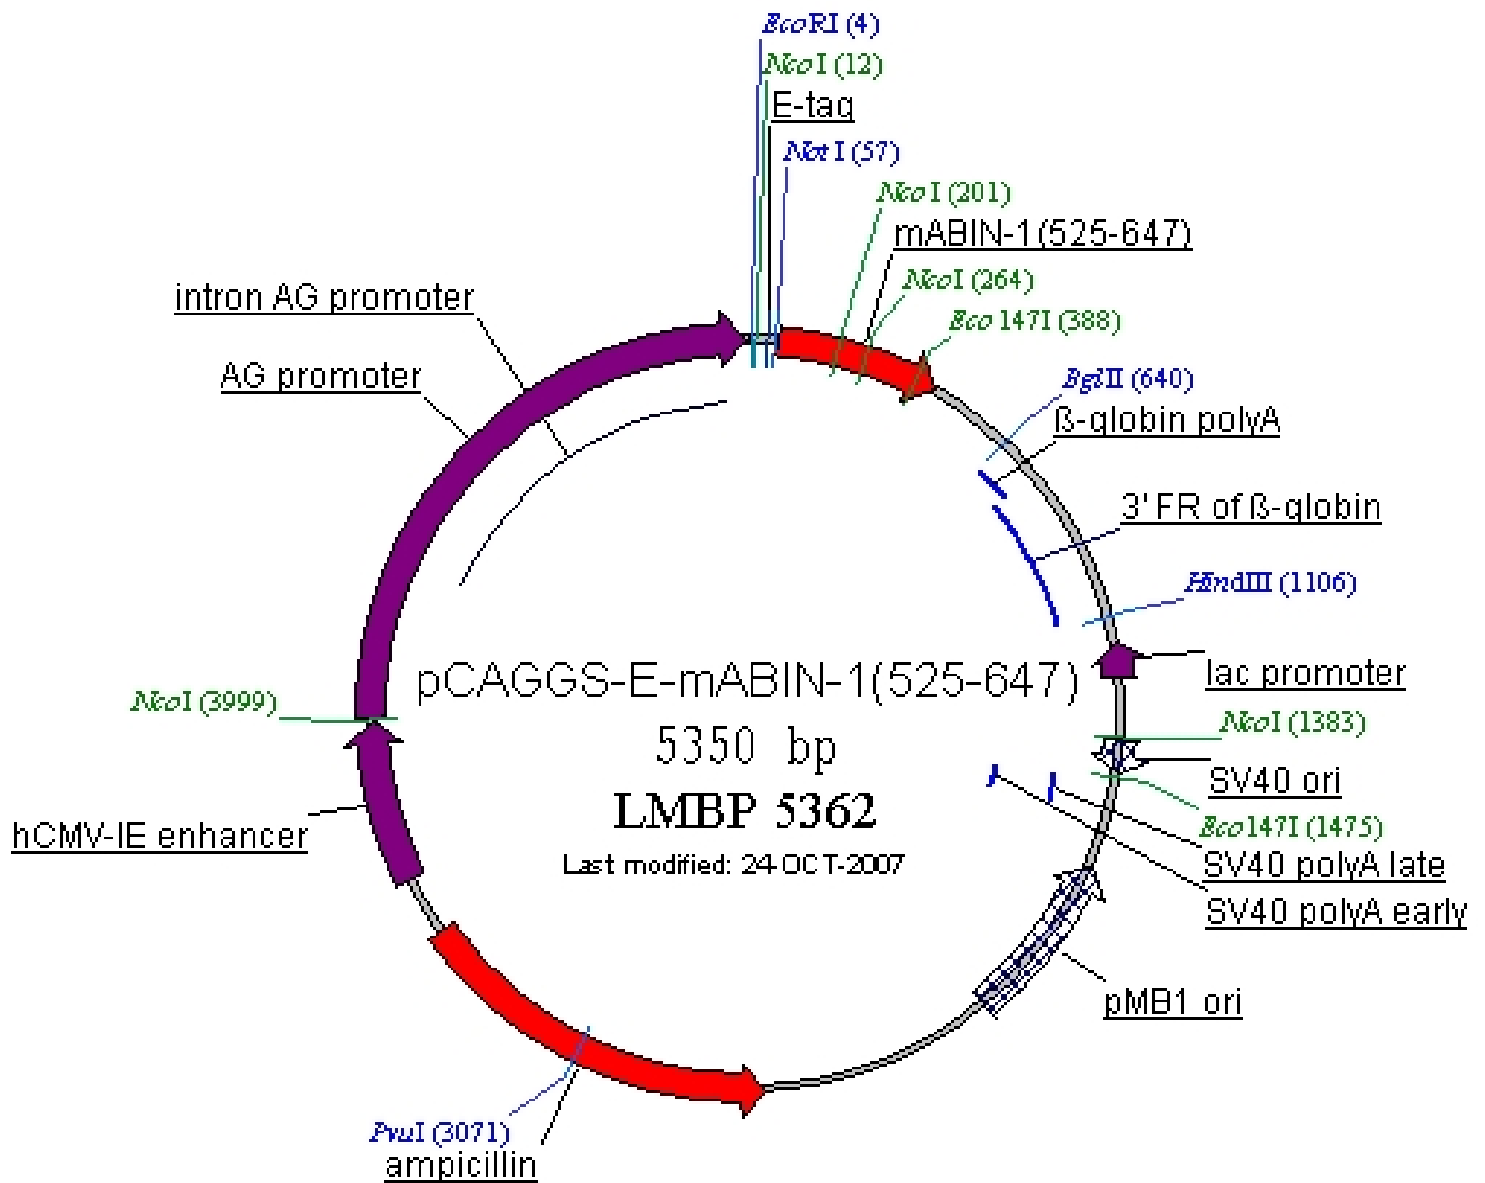 EcoRI (4)
NcoI (12)
E-tag
NotI (57)
NcoI (201)
mABIN-1(525-647)
NcoI (264)
Eco147I (388)
intron AG promoter
AG promoter
BglII (640)
ß-globin polyA
3'FR of ß-globin
HindIII (1106)
pCAGGS-E-mABIN-1(525-647)
5350 bp
LMBP 5362
Last modified: 24-OCT-2007
lac promoter
NcoI (3999)
NcoI (1383)
SV40 ori
hCMV-IE enhancer
Eco147I (1475)
SV40 polyA late
SV40 polyA early
pMB1 ori
PvuI (3071)
ampicillin